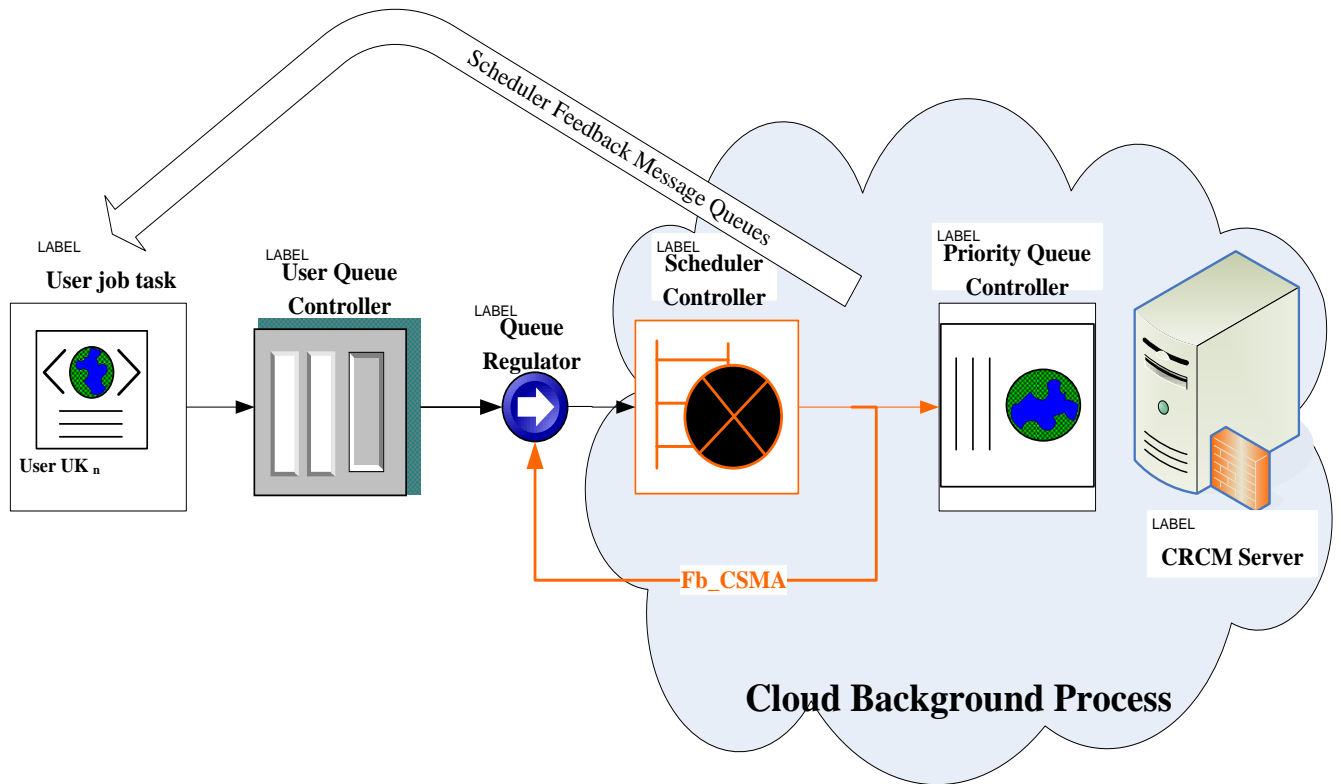 Scheduler Feedback Message Queues
LABEL
User job task
User UK n
LABEL
User Queue
Controller
LABEL
Queue
Regulator
LABEL
Scheduler
Controller
LABEL
Priority Queue
Controller
LABEL
CRCM Server
Fb_CSMA
Cloud Background Process